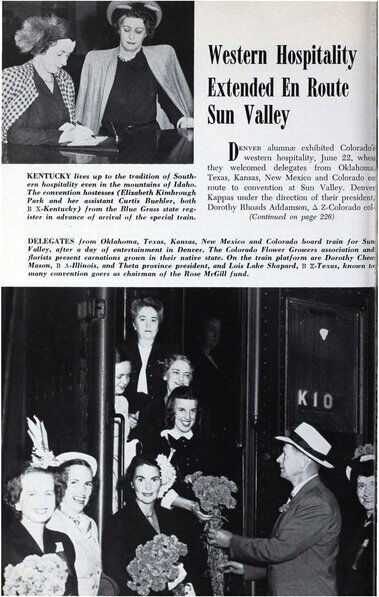 Western Hospitality
Extended En Route
Sun Valley
DENVER alumnæ exhibited Colorado's
western hospitality, June 22, when
they welcomed delegates from Oklahoma,
Texas, Kansas, New Mexico and Colorado en
route to convention at Sun Valley. Denver
Kappas under the direction of their president,
Dorothy Rhoads Addamson, Δ Z-Colorado col-
(Continued on page 226)
KENTUCKY lives up to the tradition of South-
ern hospitality even in the mountains of Idaho.
The convention hostesses (Elizabeth Kimbrough
Park and her assistant Curtis Buehler, both
B X-Kentucky) from the Blue Grass state reg-
ister in advance of arrival of the special train.
DELEGATES from Oklahoma, Texas, Kansas, New Mexico and Colorado board train for Sun
Valley, after a day of entertainment in Denver. The Colorado Flower Growers association and
florists present carnations grown in their native state. On the train platform are Dorothy Chew
Mason, B Λ-Illinois, and Theta province president, and Lois Lake Shapard, B Ξ-Texas, known to
many convention goers as chairman of the Rose McGill fund.
K10